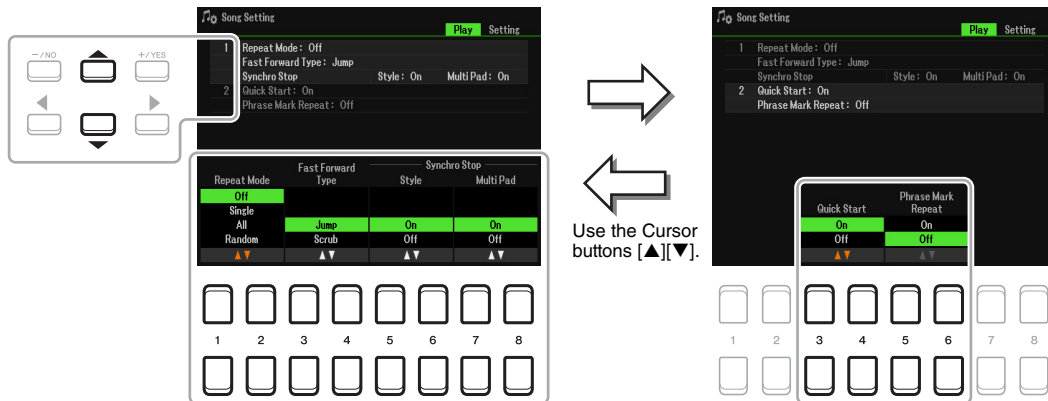 Song Setting
Play Setting
1 Repeat Mode: Off
Fast Forward Type: Jump
Synchro Stop Style: On Multi Pad: On
2 Quick Start: On
Phrase Mark Repeat: Off
−/NO +/YES
Repeat Mode
Fast Forward Type
Synchro Stop
Style Multi Pad
Off
Single
All Jump On On
Random Scrub Off Off
1 2 3 4 5 6 7 8
Use the Cursor
buttons [▲][▼].
Song Setting
Play Setting
1 Repeat Mode: Off
Fast Forward Type: Jump
Synchro Stop Style: On Multi Pad: On
2 Quick Start: On
Phrase Mark Repeat: Off
Quick Start
Phrase Mark
Repeat
On On
Off Off
1 2 3 4 5 6 7 8